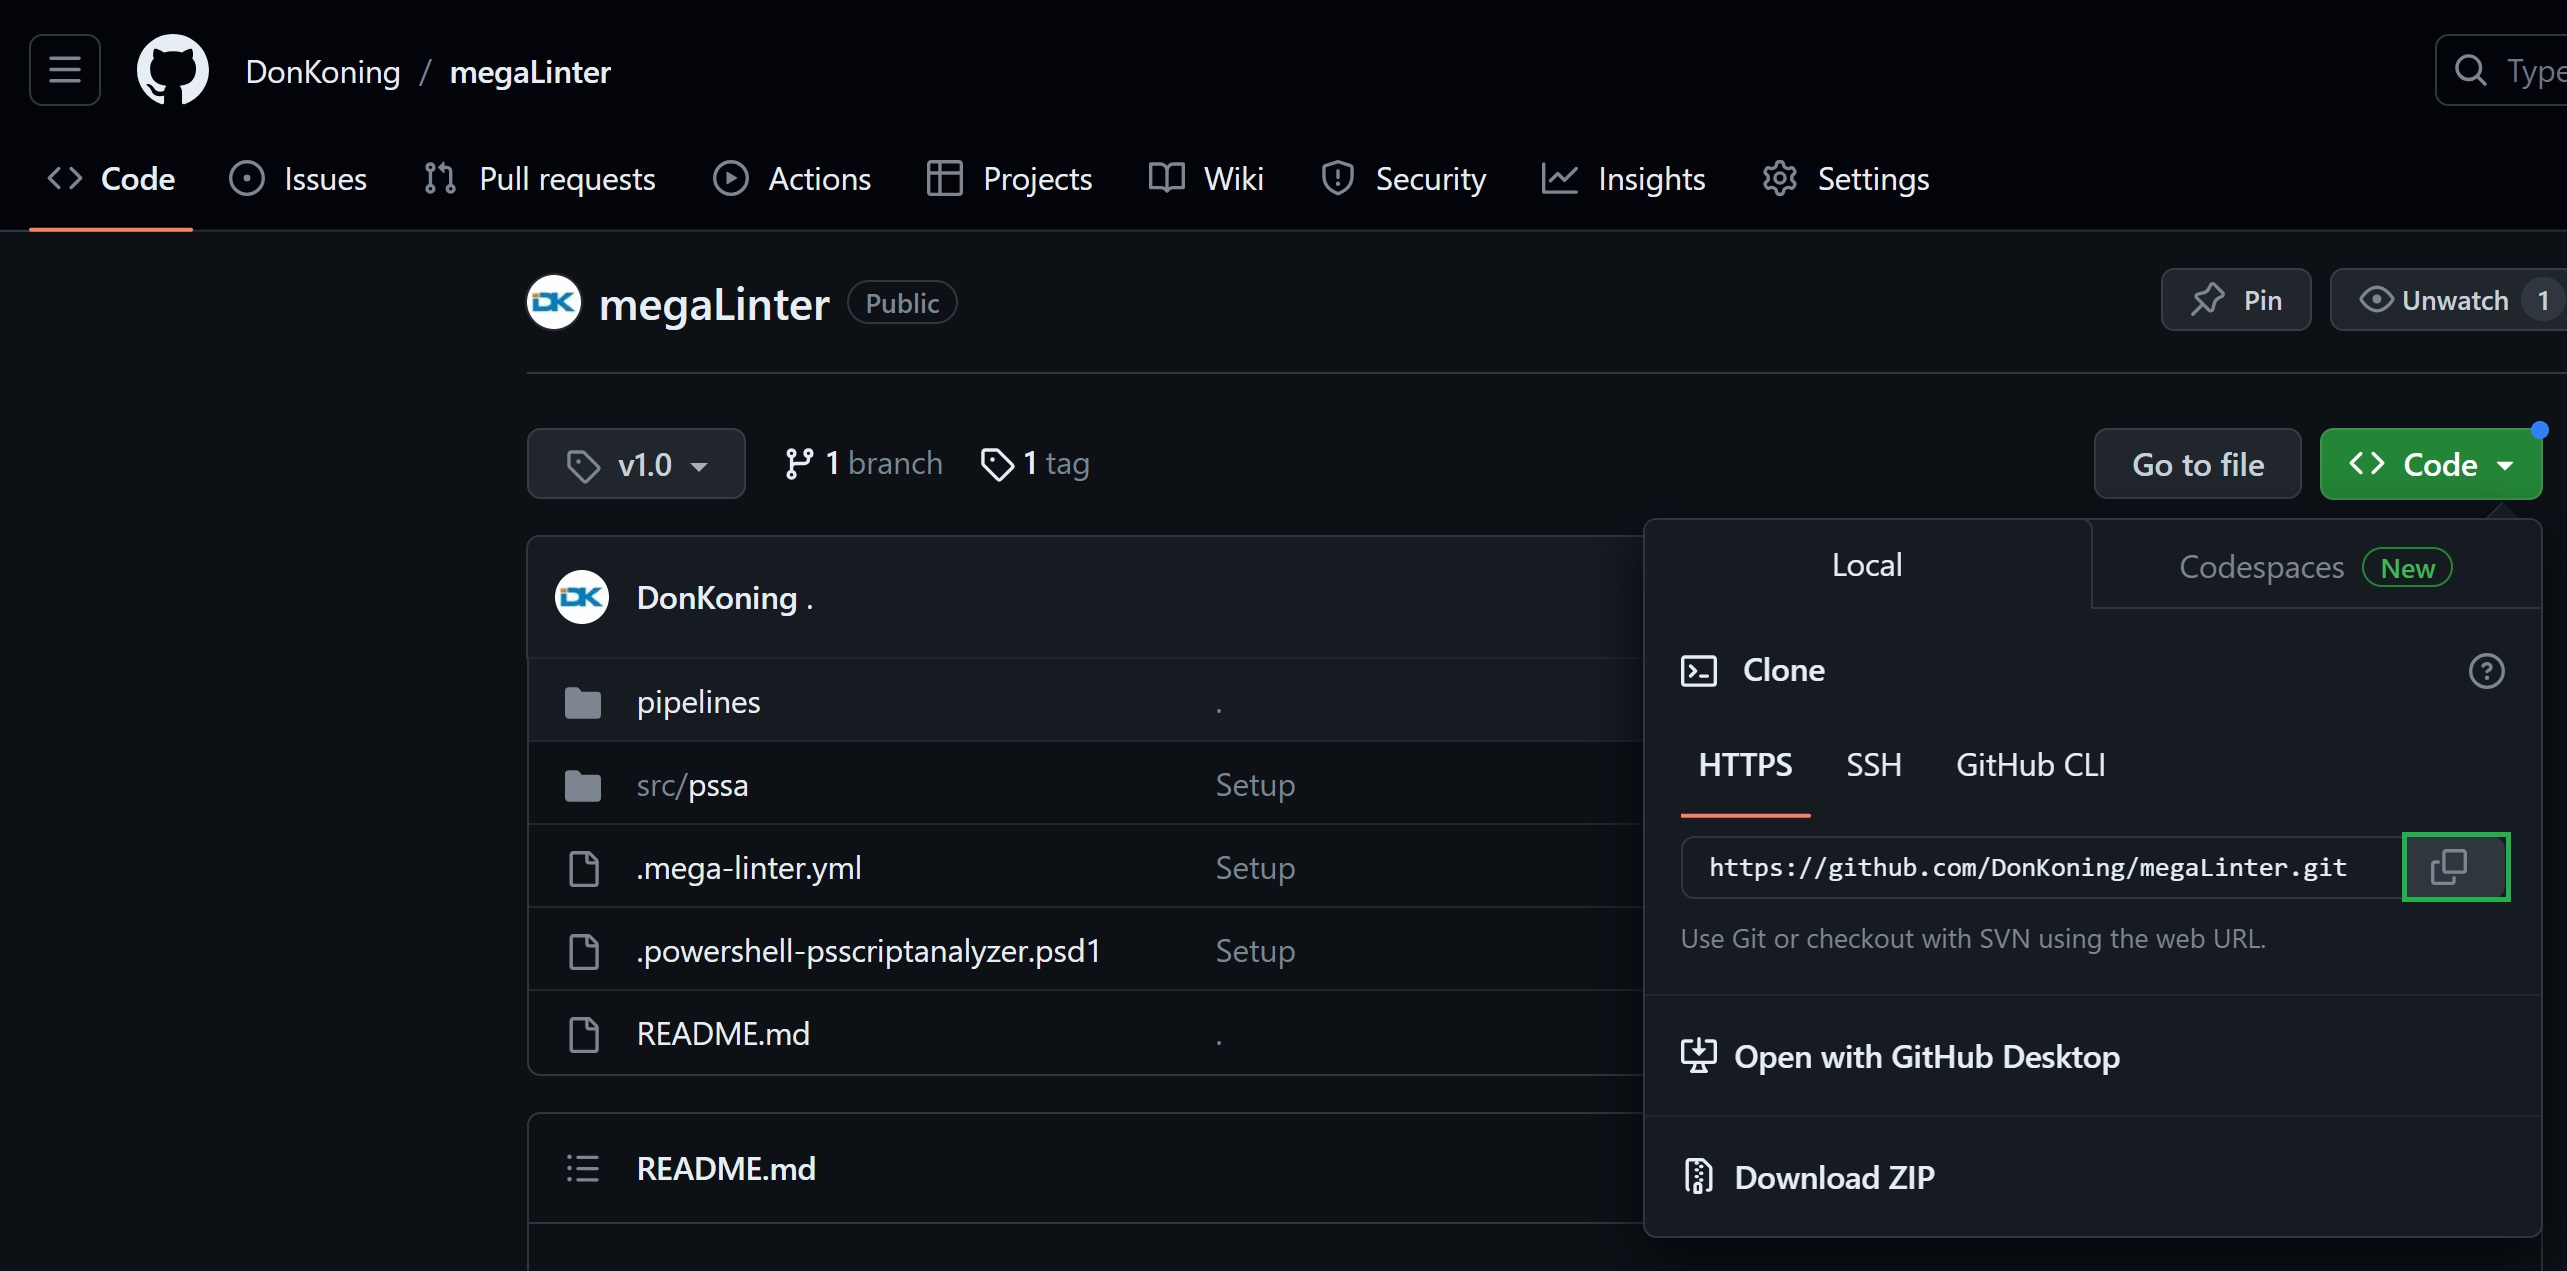 DonKoning / megaLinter
Type
Code Issues Pull requests Actions Projects Wiki Security Insights Settings
DK megaLinter Public
Pin Unwatch 1
v1.0 1 branch 1 tag
Go to file Code
Local Codespaces New
DK DonKoning .
Clone
pipelines .
HTTPS SSH GitHub CLI
src/pssa Setup
.mega-linter.yml Setup
https://github.com/DonKoning/megaLinter.git
Use Git or checkout with SVN using the web URL.
.powershell-psscriptanalyzer.psd1 Setup
README.md .
Open with GitHub Desktop
README.md
Download ZIP